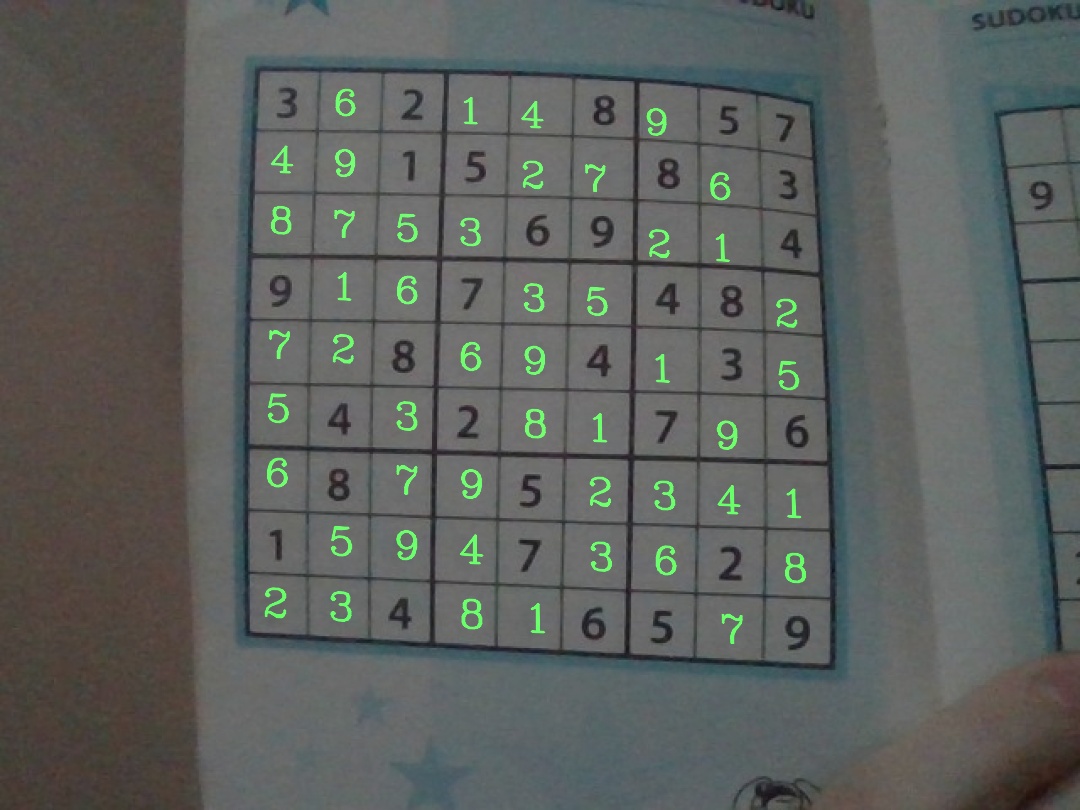 SUDOKU
3 6 2 1 4 8 9 5 7
4 9 1 5 2 7 8 6 3
8 7 5 3 6 9 2 1 4
9 1 6 7 3 5 4 8 2
7 2 8 6 9 4 1 3 5
5 4 3 2 8 1 7 9 6
6 8 7 9 5 2 3 4 1
1 5 9 4 7 3 6 2 8
2 3 4 8 1 6 5 7 9
9